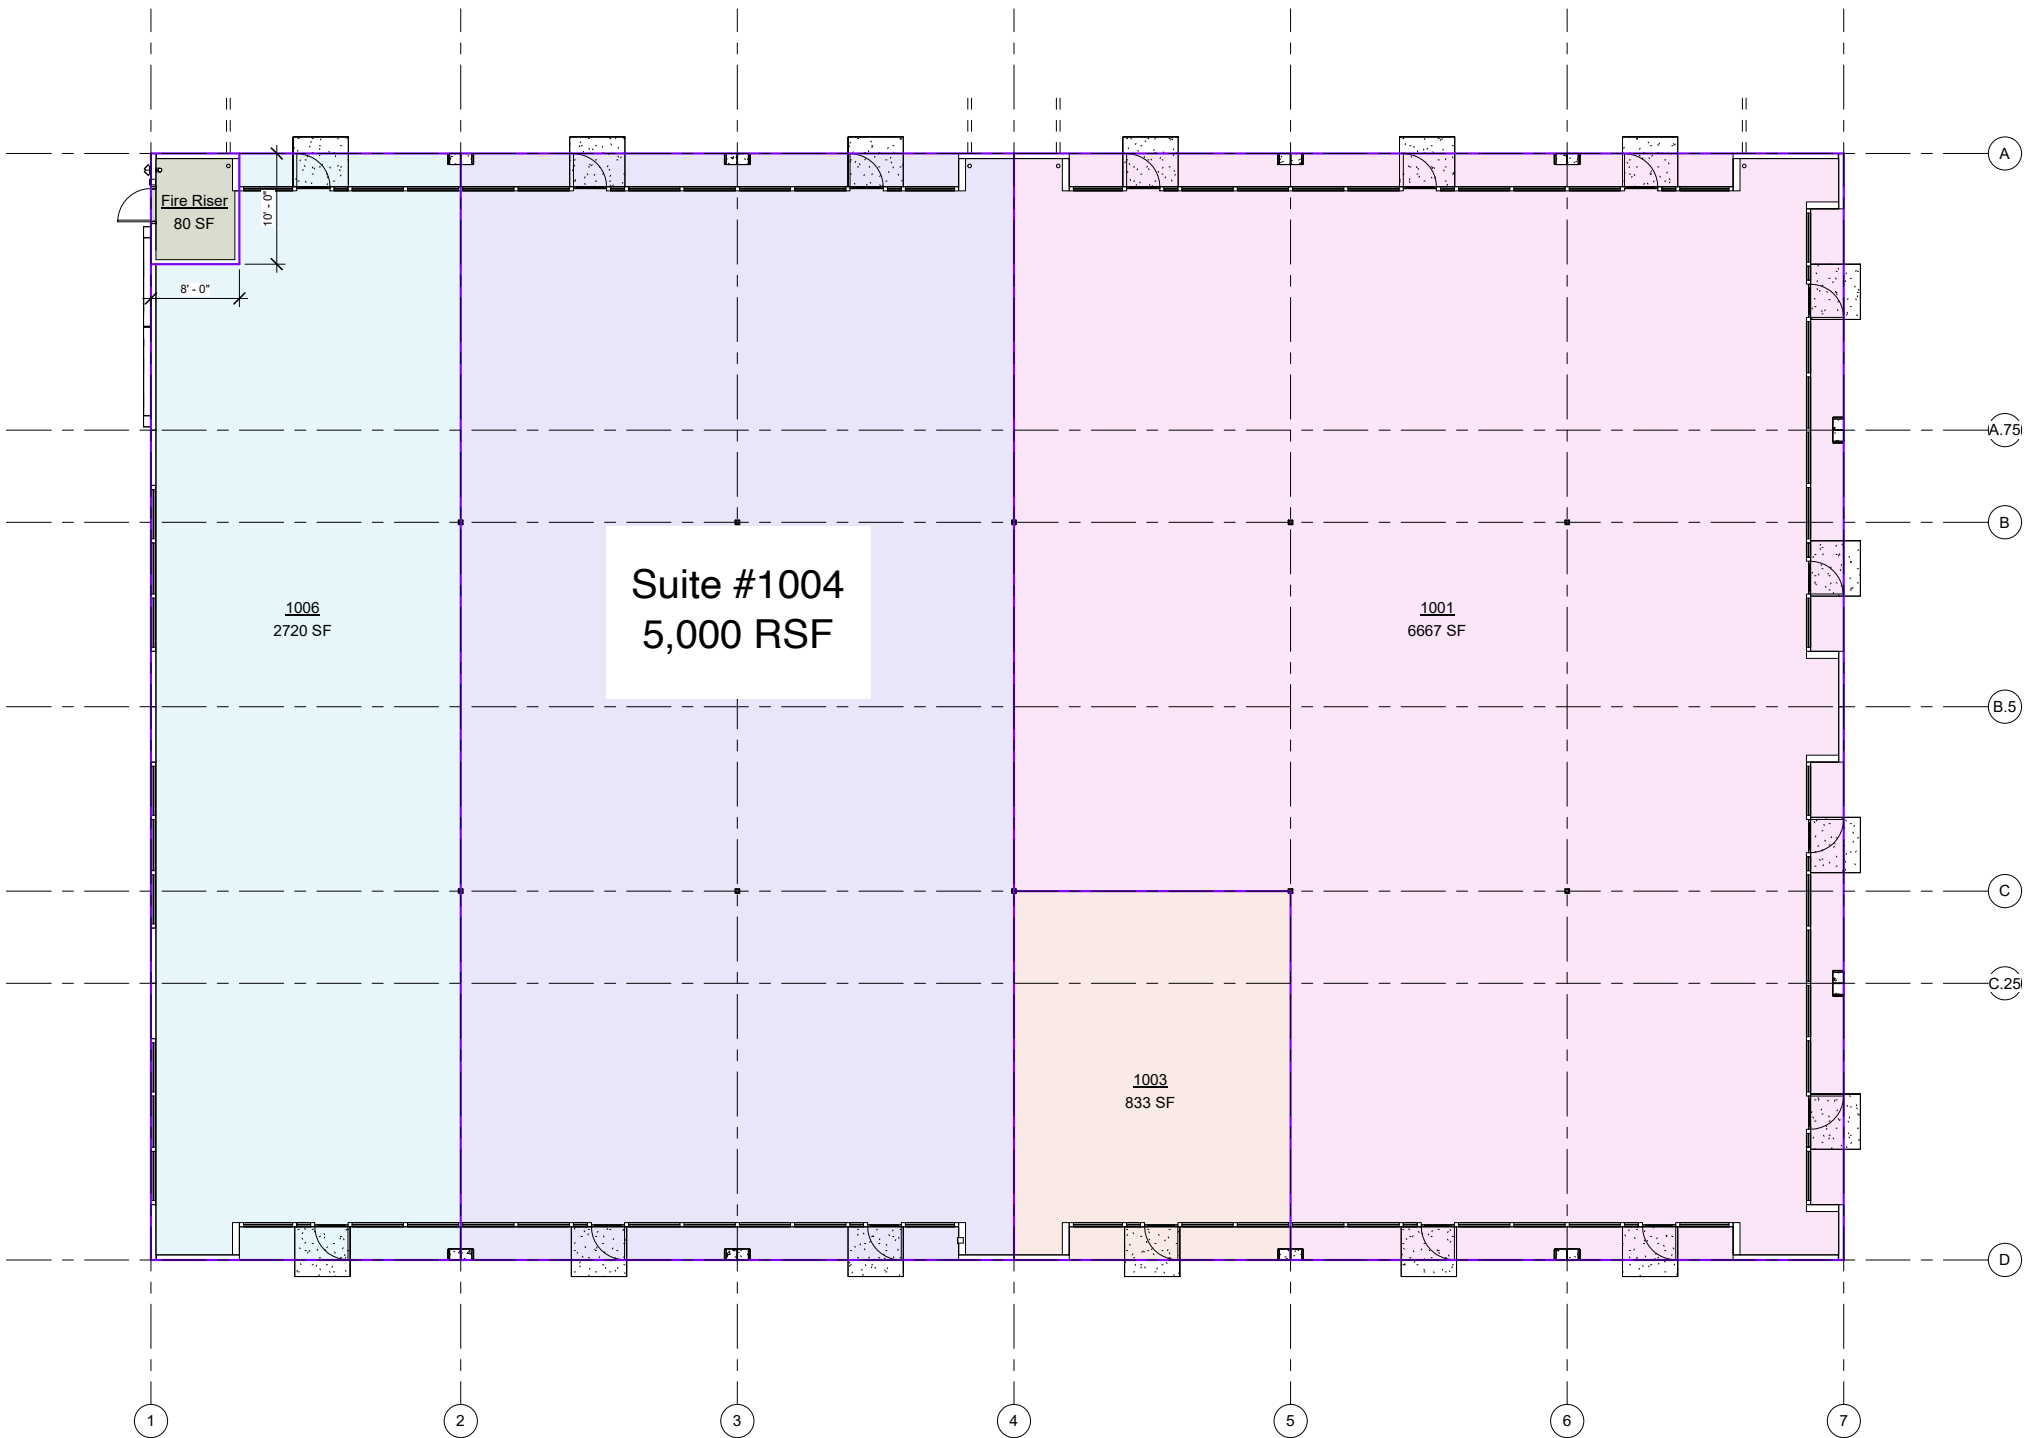 A
Fire Riser
80 SF
10' - 0"
8' - 0"
A.75
B
Suite #1004
5,000 RSF
1006
2720 SF
1001
6667 SF
B.5
C
C.25
1003
833 SF
D
1
2
3
4
5
6
7